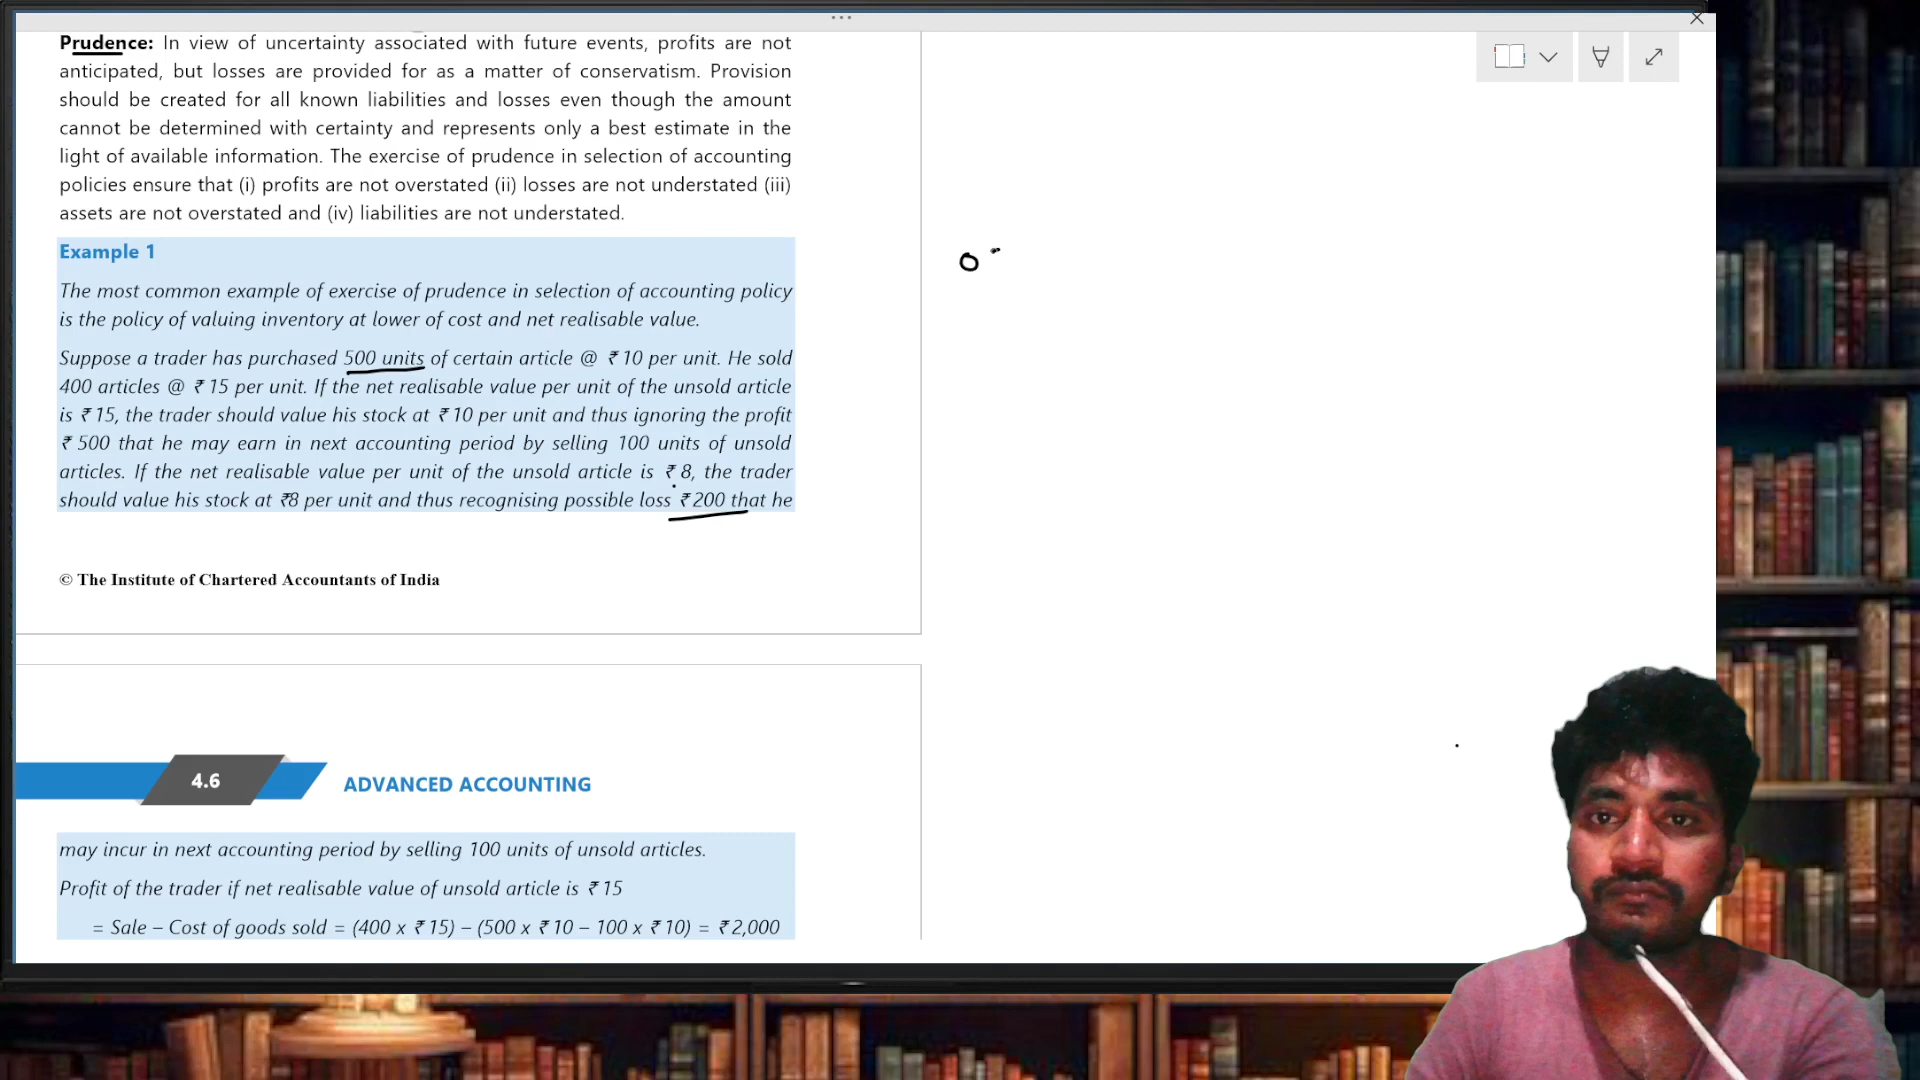 Prudence: In view of uncertainty associated with future events, profits are not
anticipated, but losses are provided for as a matter of conservatism. Provision
should be created for all known liabilities and losses even though the amount
cannot be determined with certainty and represents only a best estimate in the
light of available information. The exercise of prudence in selection of accounting
policies ensure that (i) profits are not overstated (ii) losses are not understated (iii)
assets are not overstated and (iv) liabilities are not understated.
Example 1
The most common example of exercise of prudence in selection of accounting policy
is the policy of valuing inventory at lower of cost and net realisable value.
Suppose a trader has purchased 500 units of certain article @ ₹ 10 per unit. He sold
400 articles @ ₹ 15 per unit. If the net realisable value per unit of the unsold article
is ₹ 15, the trader should value his stock at ₹ 10 per unit and thus ignoring the profit
₹ 500 that he may earn in next accounting period by selling 100 units of unsold
articles. If the net realisable value per unit of the unsold article is ₹ 8, the trader
should value his stock at ₹8 per unit and thus recognising possible loss ₹ 200 that he
© The Institute of Chartered Accountants of India
4.6 ADVANCED ACCOUNTING
may incur in next accounting period by selling 100 units of unsold articles.
Profit of the trader if net realisable value of unsold article is ₹ 15
= Sale – Cost of goods sold = (400 x ₹ 15) – (500 x ₹ 10 – 100 x ₹ 10) = ₹ 2,000